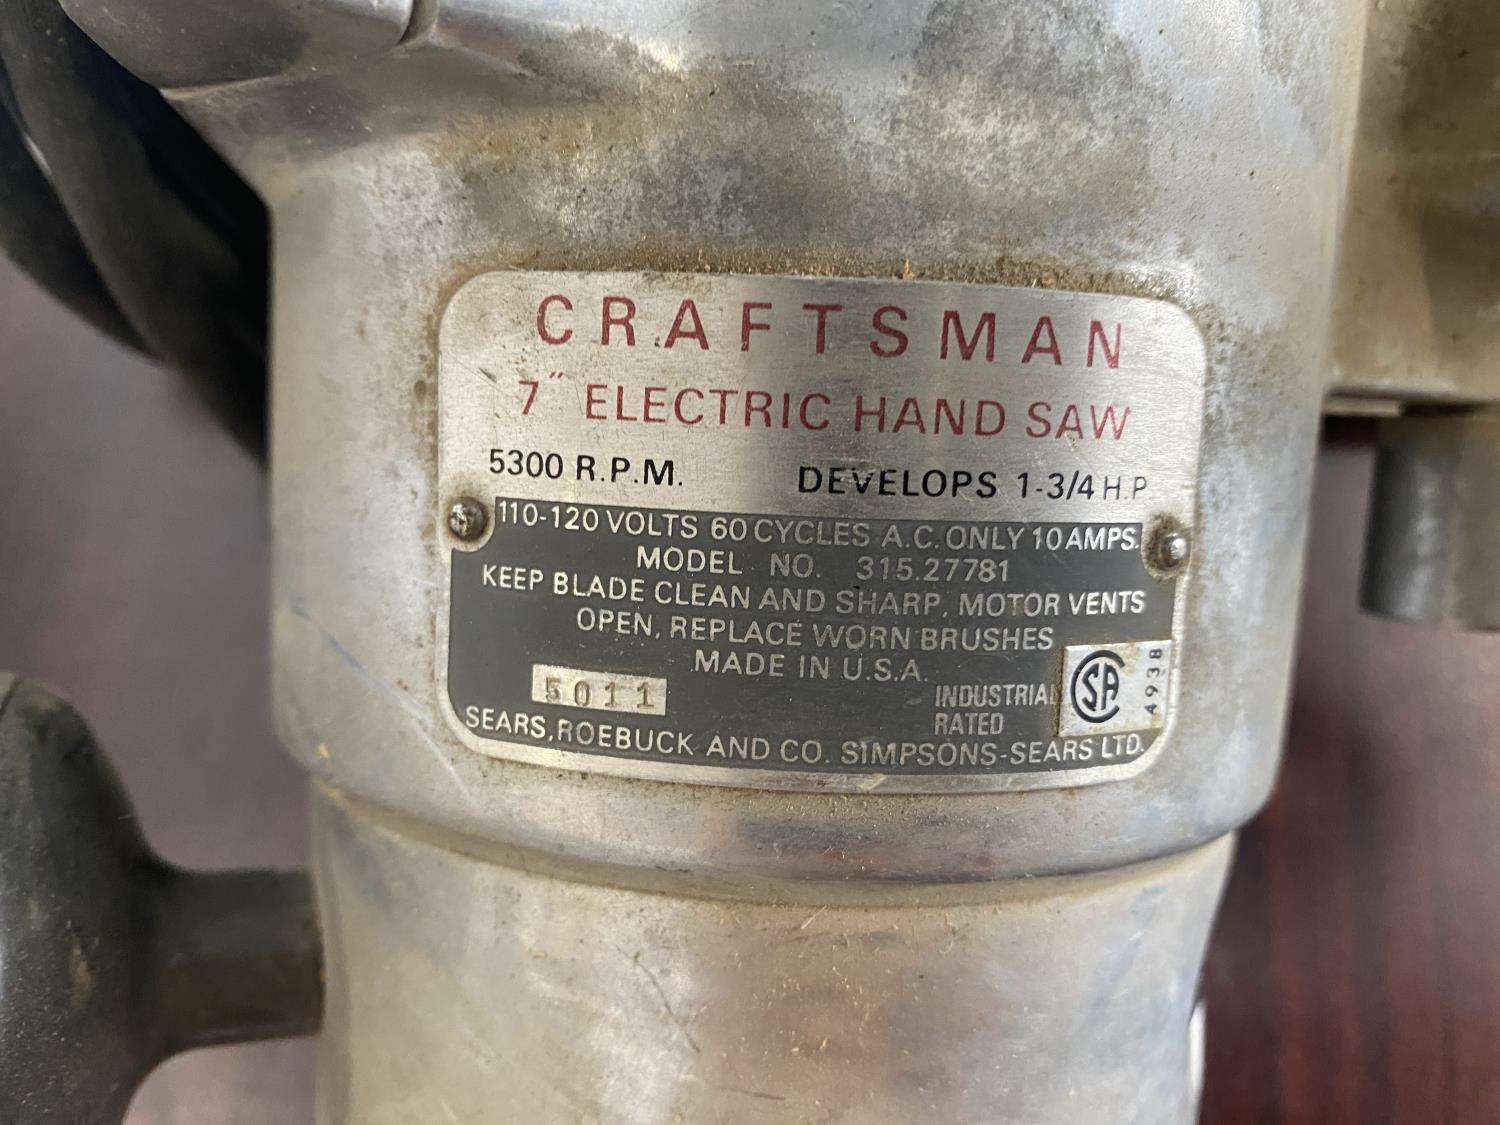 CRAFTSMAN
7" ELECTRIC HAND SAW
5300 R.P.M. DEVELOPS 1-3/4 H.P.
110-120 VOLTS 60 CYCLES A.C. ONLY 10 AMPS.
MODEL NO. 315.27781
KEEP BLADE CLEAN AND SHARP, MOTOR VENTS
OPEN, REPLACE WORN BRUSHES
MADE IN U.S.A.
5011
INDUSTRIAL
RATED
SA
4938
SEARS, ROEBUCK AND CO. SIMPSONS-SEARS LTD.